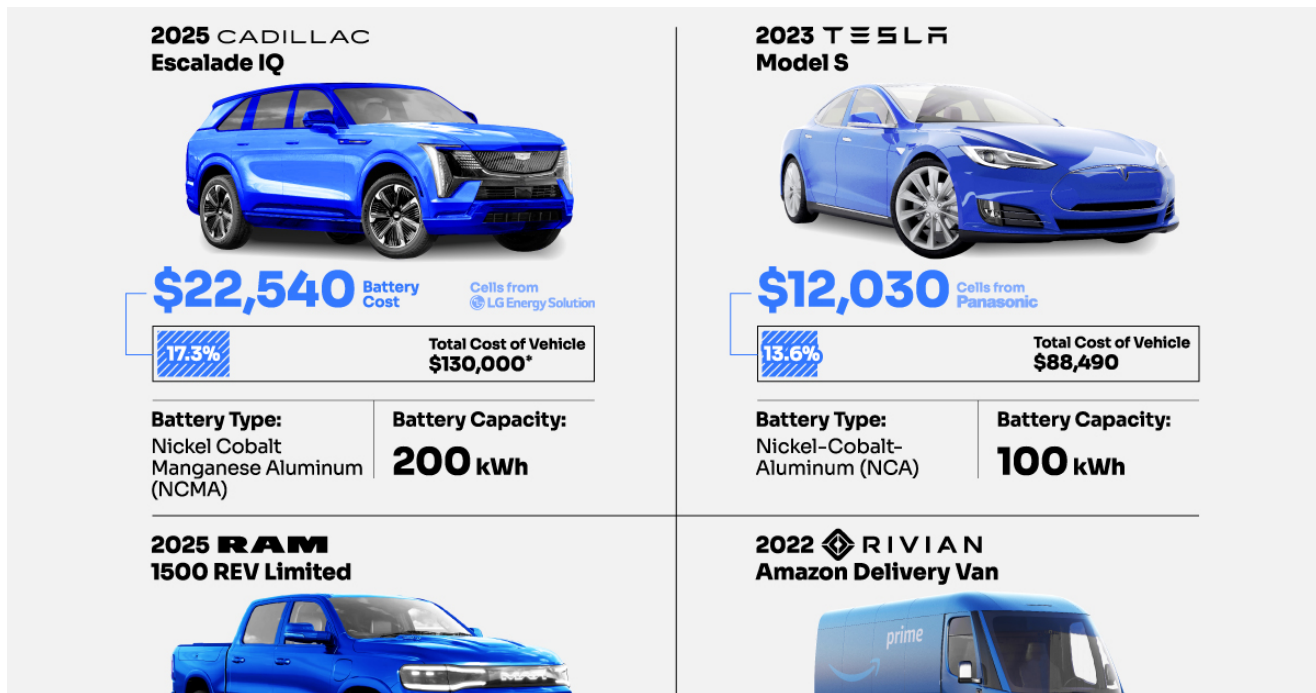 2025 CADILLAC
Escalade IQ
$22,540 Battery Cost
Cells from
LG Energy Solution
17.3%
Total Cost of Vehicle
$130,000*
Battery Type:
Nickel Cobalt
Manganese Aluminum
(NCMA)
Battery Capacity:
200 kWh
2023 TESLA
Model S
$12,030
Cells from
Panasonic
13.6%
Total Cost of Vehicle
$88,490
Battery Type:
Nickel-Cobalt-
Aluminum (NCA)
Battery Capacity:
100 kWh
2025 RAM
1500 REV Limited
2022 RIVIAN
Amazon Delivery Van
prime